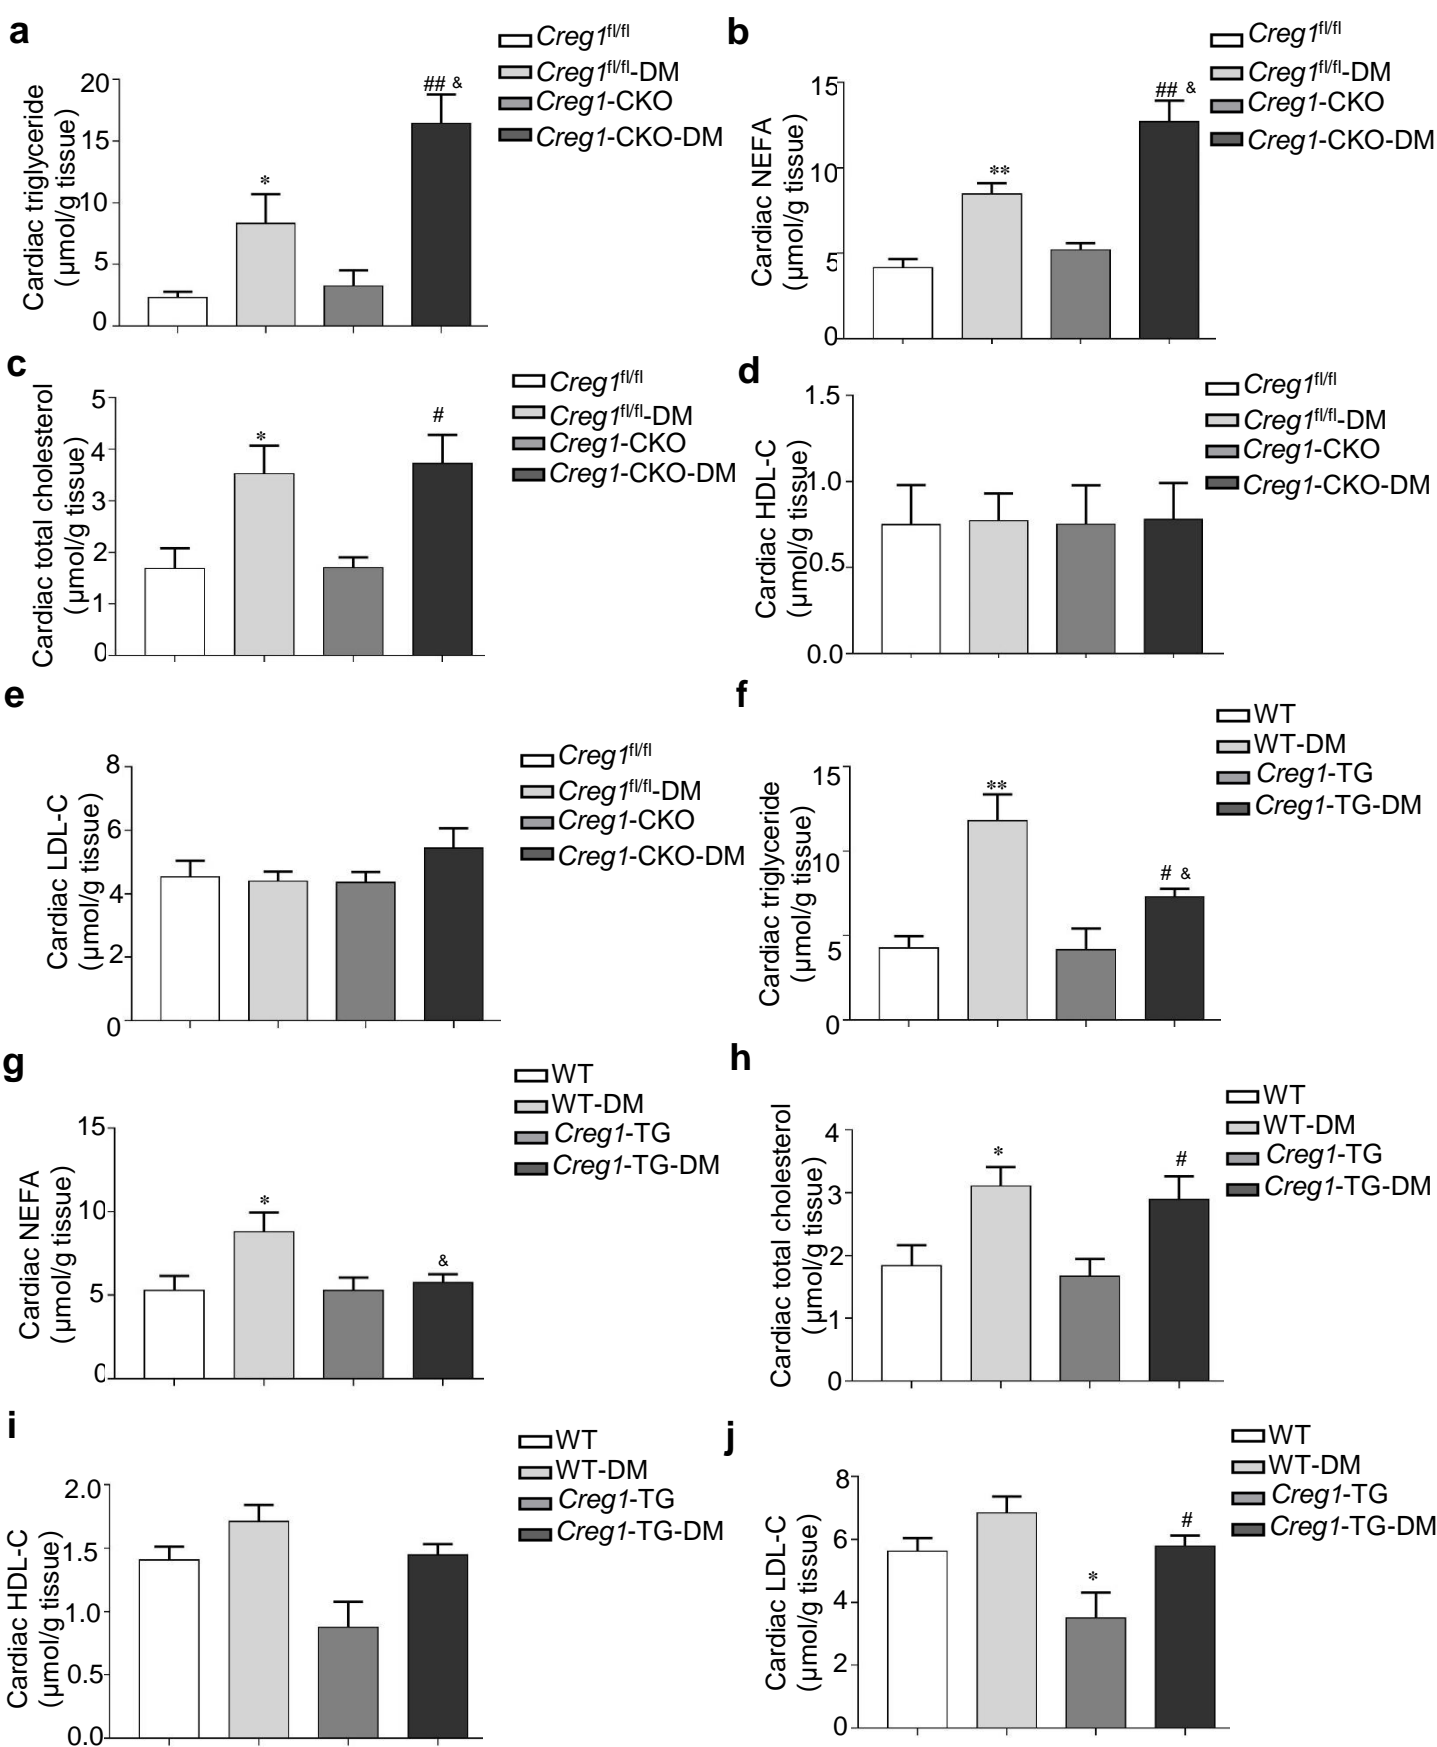 a
Cardiac triglyceride
(μmol/g tissue)
20
15
10
5
0
*
## &
Creg1fl/fl
Creg1fl/fl-DM
Creg1-CKO
Creg1-CKO-DM
b
Cardiac NEFA
(μmol/g tissue)
15
10
5
0
**
## &
Creg1fl/fl
Creg1fl/fl-DM
Creg1-CKO
Creg1-CKO-DM
c
Cardiac total cholesterol
(μmol/g tissue)
5
4
3
2
1
0
*
#
Creg1fl/fl
Creg1fl/fl-DM
Creg1-CKO
Creg1-CKO-DM
d
Cardiac HDL-C
(μmol/g tissue)
1.5
1.0
0.5
0.0
Creg1fl/fl
Creg1fl/fl-DM
Creg1-CKO
Creg1-CKO-DM
e
Cardiac LDL-C
(μmol/g tissue)
8
6
4
2
0
Creg1fl/fl
Creg1fl/fl-DM
Creg1-CKO
Creg1-CKO-DM
f
Cardiac triglyceride
(μmol/g tissue)
15
10
5
0
**
# &
WT
WT-DM
Creg1-TG
Creg1-TG-DM
g
Cardiac NEFA
(μmol/g tissue)
15
10
5
0
*
&
WT
WT-DM
Creg1-TG
Creg1-TG-DM
h
Cardiac total cholesterol
(μmol/g tissue)
4
3
2
1
0
*
#
WT
WT-DM
Creg1-TG
Creg1-TG-DM
i
Cardiac HDL-C
(μmol/g tissue)
2.0
1.5
1.0
0.5
0.0
WT
WT-DM
Creg1-TG
Creg1-TG-DM
j
Cardiac LDL-C
(μmol/g tissue)
8
6
4
2
0
*
#
WT
WT-DM
Creg1-TG
Creg1-TG-DM